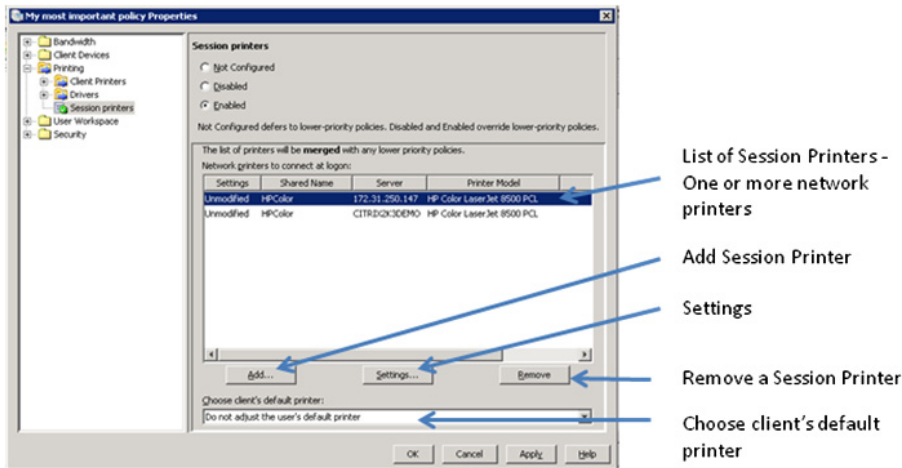 My most important policy Properties
Bandwidth
Client Devices
Printing
Client Printers
Drivers
Session printers
User Workspace
Security
Session printers
Not Configured
Disabled
Enabled
Not Configured defers to lower-priority policies. Disabled and Enabled override lower-priority policies.
The list of printers will be merged with any lower priority policies.
Network printers to connect at logon:
Settings Shared Name Server Printer Model
Unmodified HPColor 172.31.250.147 HP Color LaserJet 8500 PCL
Unmodified HPColor CITRIX2K3DEMO HP Color LaserJet 8500 PCL
Add... Settings... Remove
Choose client's default printer:
Do not adjust the user's default printer
OK Cancel Apply Help
List of Session Printers -
One or more network
printers
Add Session Printer
Settings
Remove a Session Printer
Choose client's default
printer